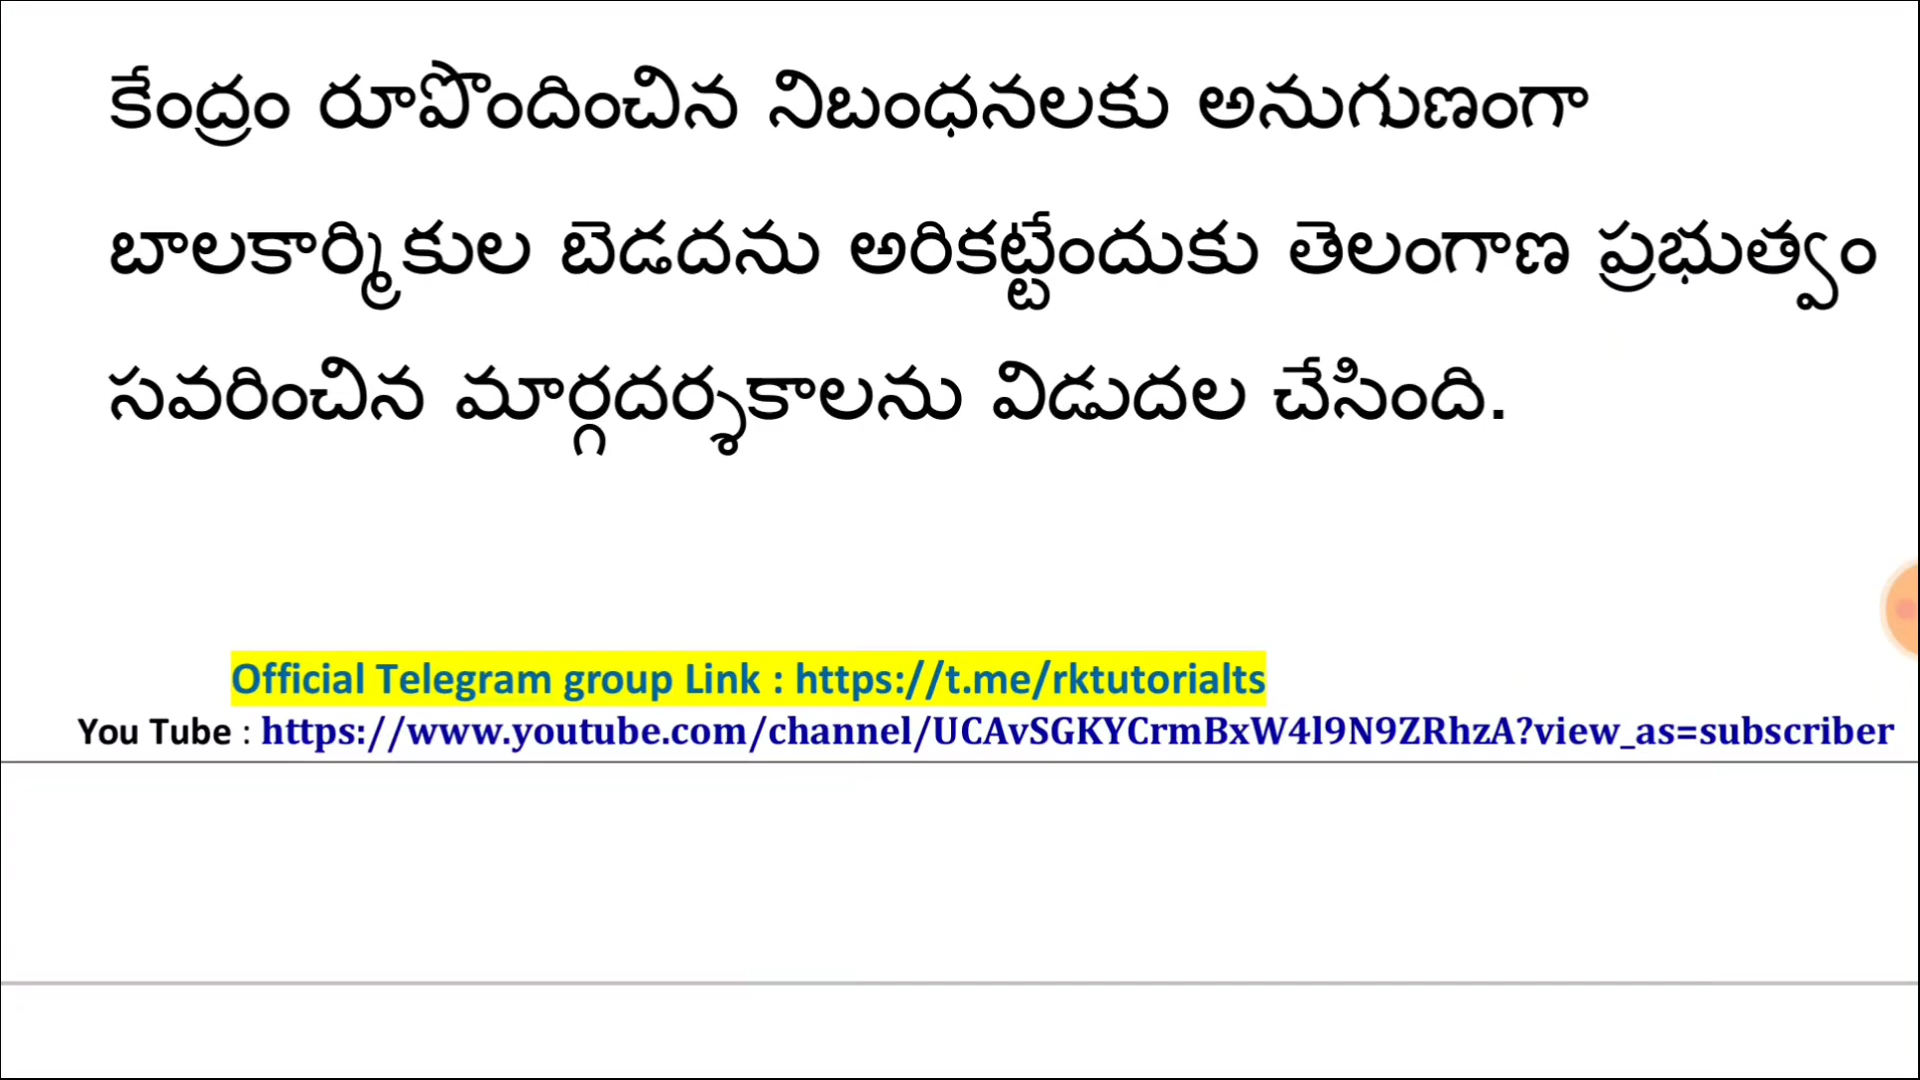 కేంద్రం రూపొందించిన నిబంధనలకు అనుగుణంగా
బాలకార్మికుల బెడదను అరికట్టేందుకు తెలంగాణ ప్రభుత్వం
సవరించిన మార్గదర్శకాలను విడుదల చేసింది.
Official Telegram group Link : https://t.me/rktutorialts
You Tube : https://www.youtube.com/channel/UCAvSGKYCrmBxW4l9N9ZRhzA?view_as=subscriber